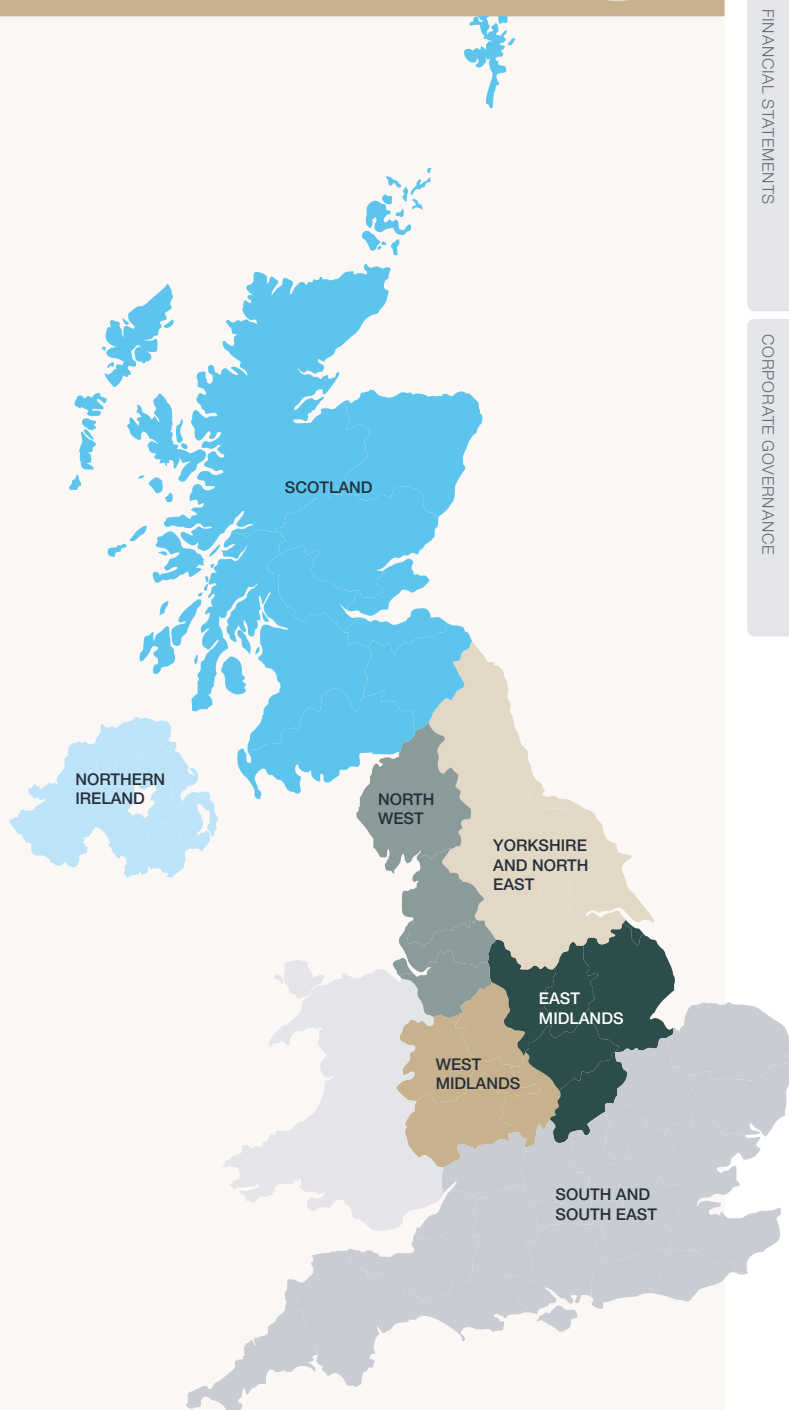 FINANCIAL STATEMENTS
CORPORATE GOVERNANCE
SCOTLAND
NORTHERN
IRELAND
NORTH
WEST
YORKSHIRE
AND NORTH
EAST
EAST
MIDLANDS
WEST
MIDLANDS
SOUTH AND
SOUTH EAST